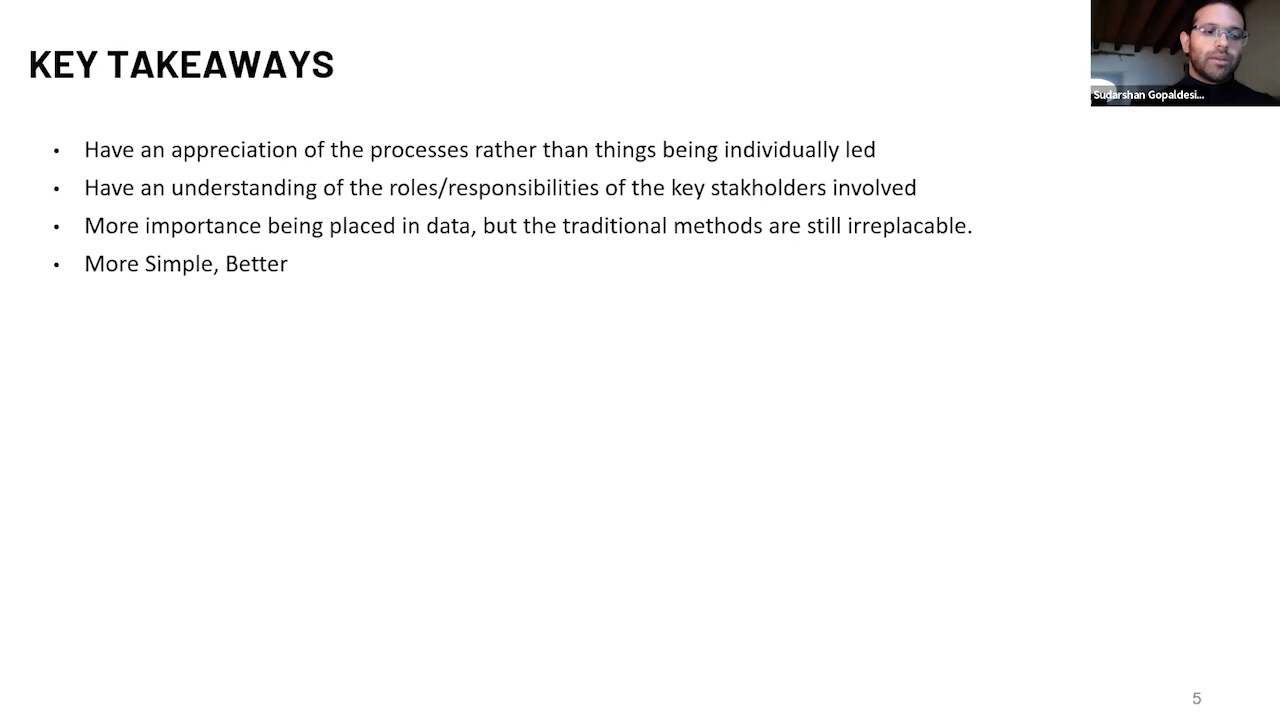 KEY TAKEAWAYS
Sudarshan Gopaldesi...
• Have an appreciation of the processes rather than things being individually led
• Have an understanding of the roles/responsibilities of the key stakholders involved
• More importance being placed in data, but the traditional methods are still irreplacable.
• More Simple, Better
5